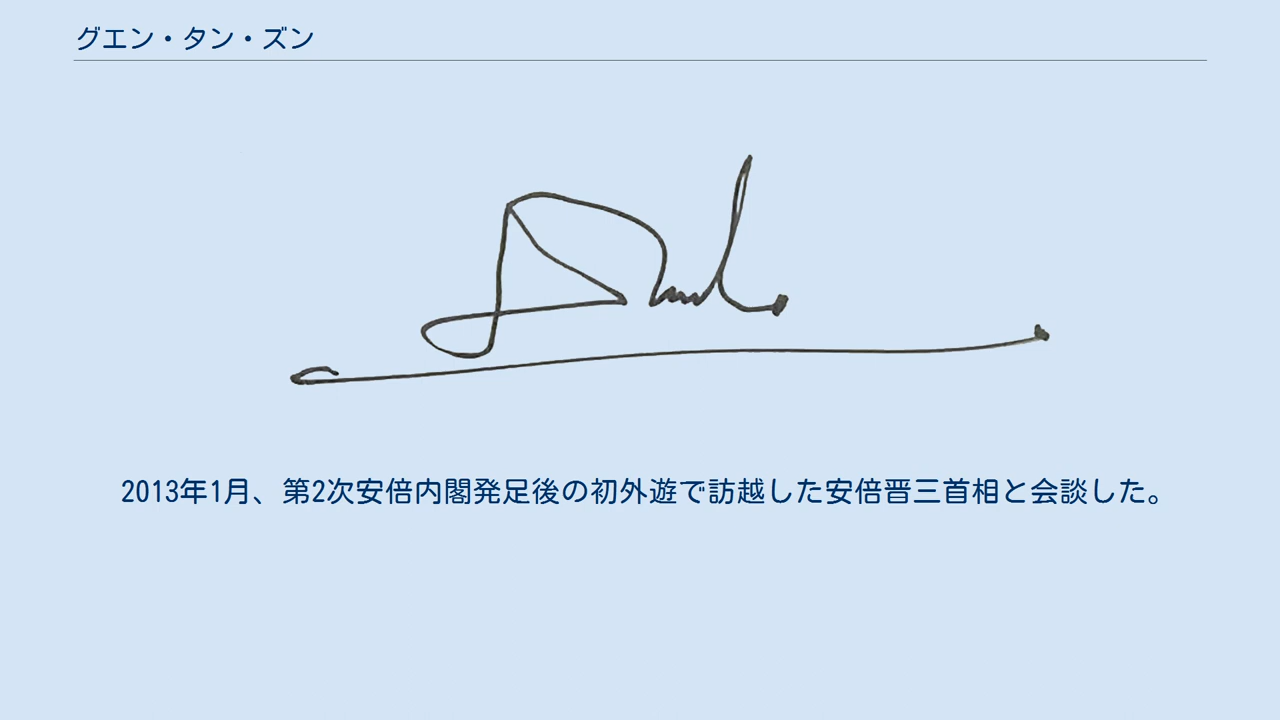 グエン・タン・ズン
2013年1月、第2次安倍内閣発足後の初外遊で訪越した安倍晋三首相と会談した。